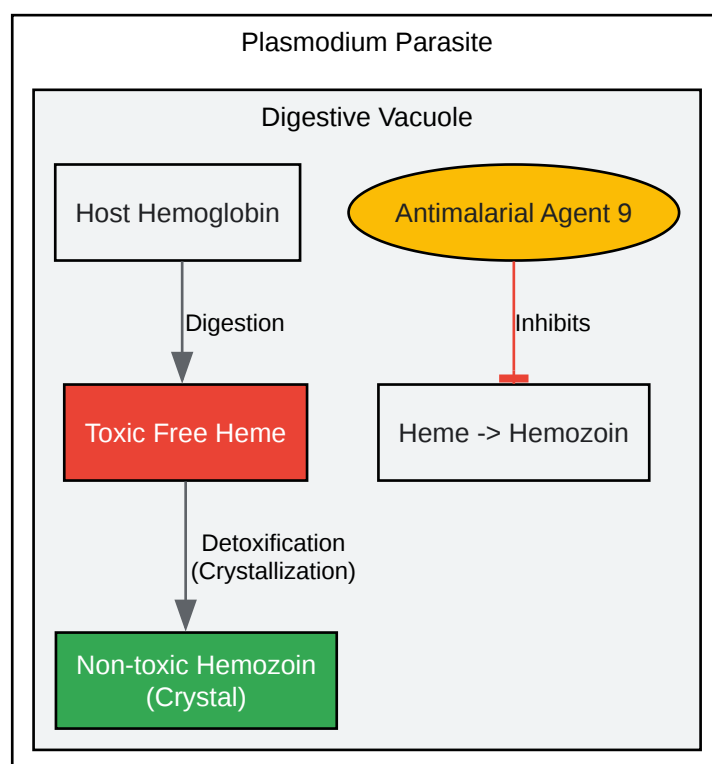 Plasmodium Parasite
Digestive Vacuole
Host Hemoglobin
Antimalarial Agent 9
Digestion
Inhibits
Toxic Free Heme
Heme -> Hemozoin
Detoxification
(Crystallization)
Non-toxic Hemozoin
(Crystal)